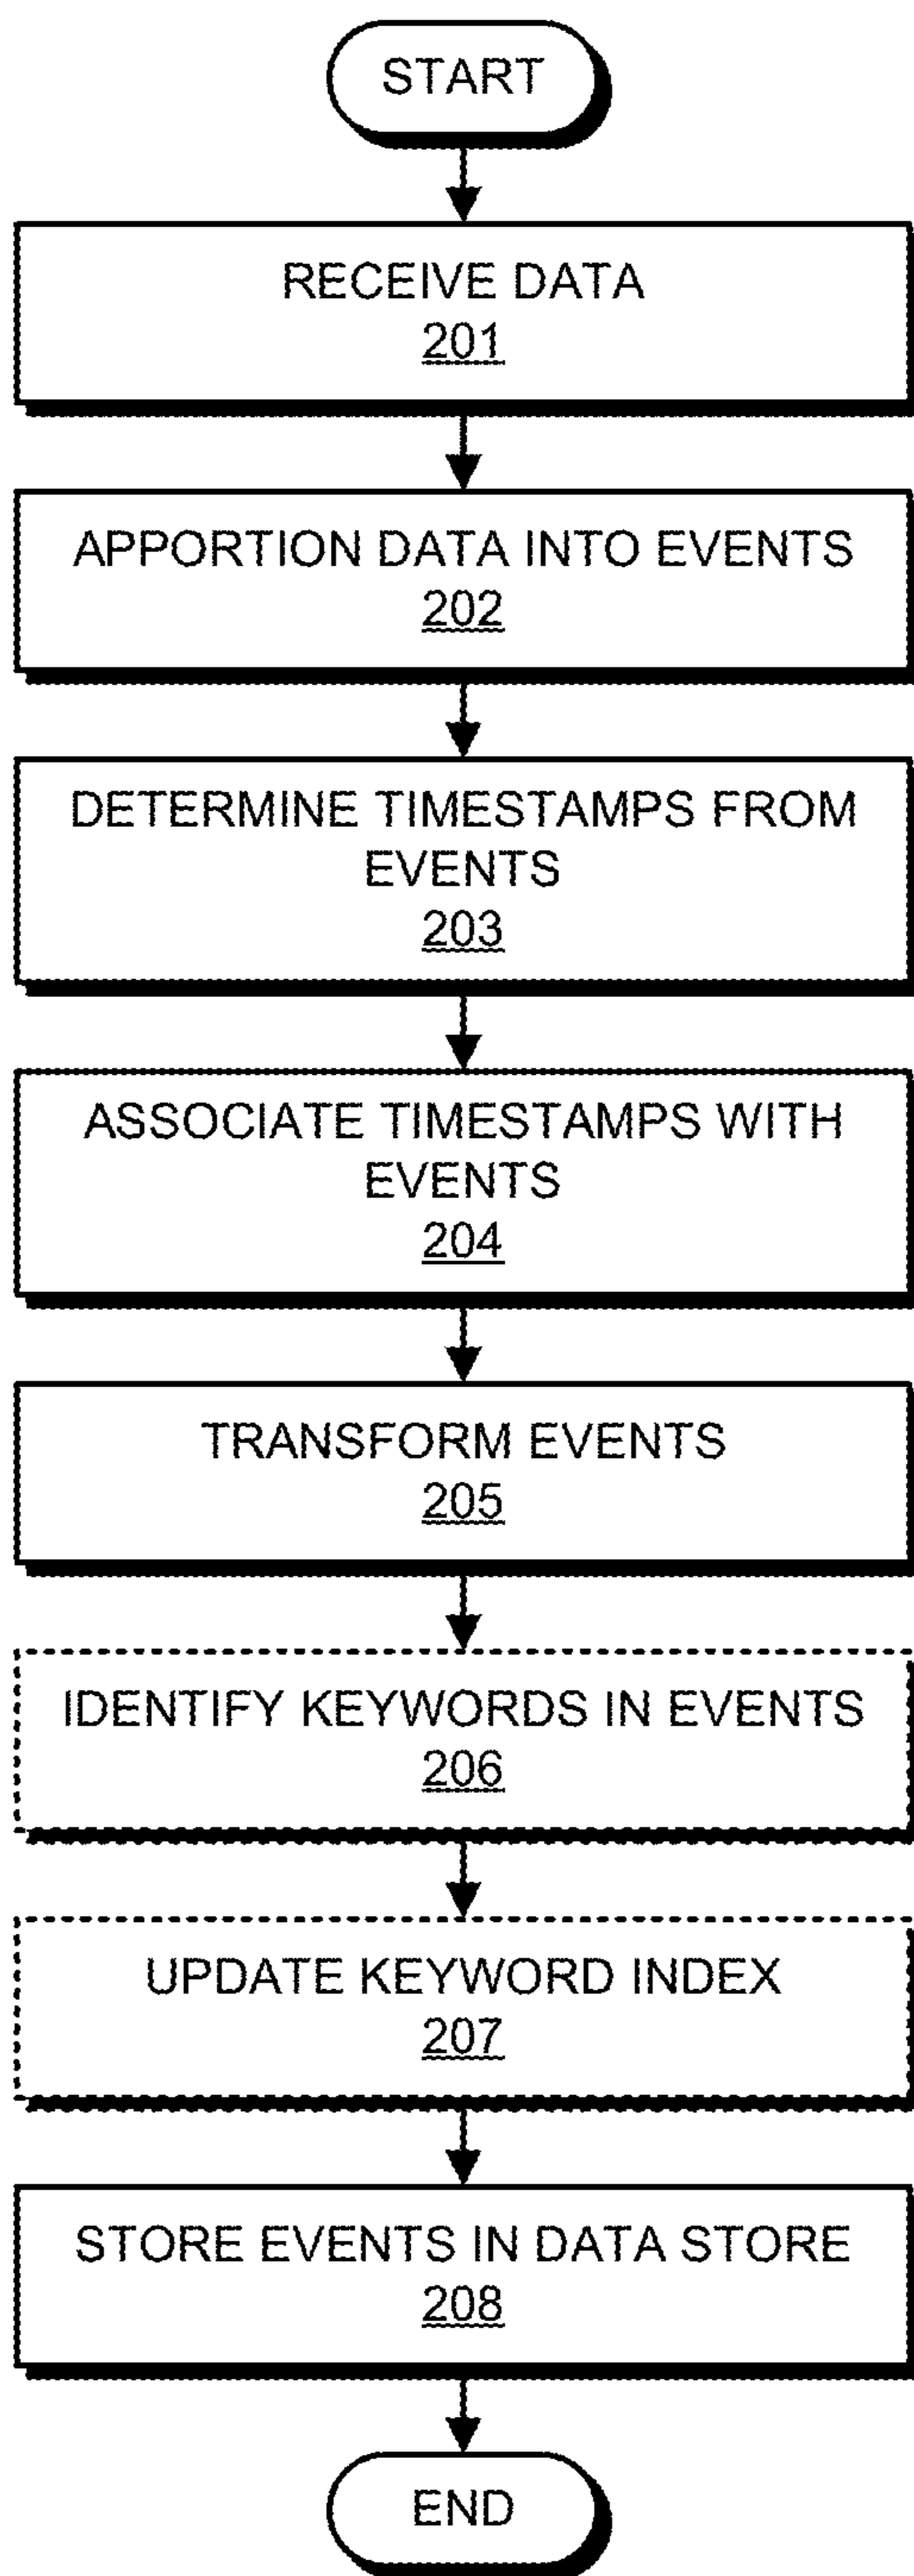 START
RECEIVE DATA
201
APPORTION DATA INTO EVENTS
202
DETERMINE TIMESTAMPS FROM
EVENTS
203
ASSOCIATE TIMESTAMPS WITH
EVENTS
204
TRANSFORM EVENTS
205
IDENTIFY KEYWORDS IN EVENTS
206
UPDATE KEYWORD INDEX
207
STORE EVENTS IN DATA STORE
208
END